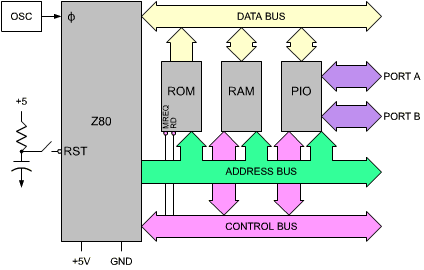 OSC
ϕ
DATA BUS
ROM
RAM
PIO
PORT A
PORT B
MREQ
RD
+5
Z80
RST
ADDRESS BUS
CONTROL BUS
+5V
GND